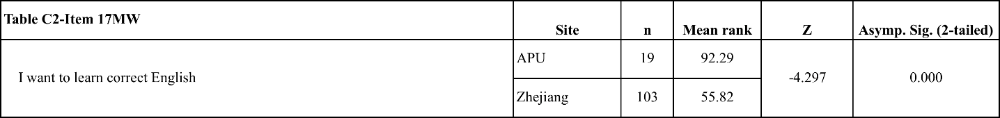 Table C2-Item 17MW
Site n Mean rank Z Asymp. Sig. (2-tailed)
I want to learn correct English
APU 19 92.29
-4.297 0.000
Zhejiang 103 55.82